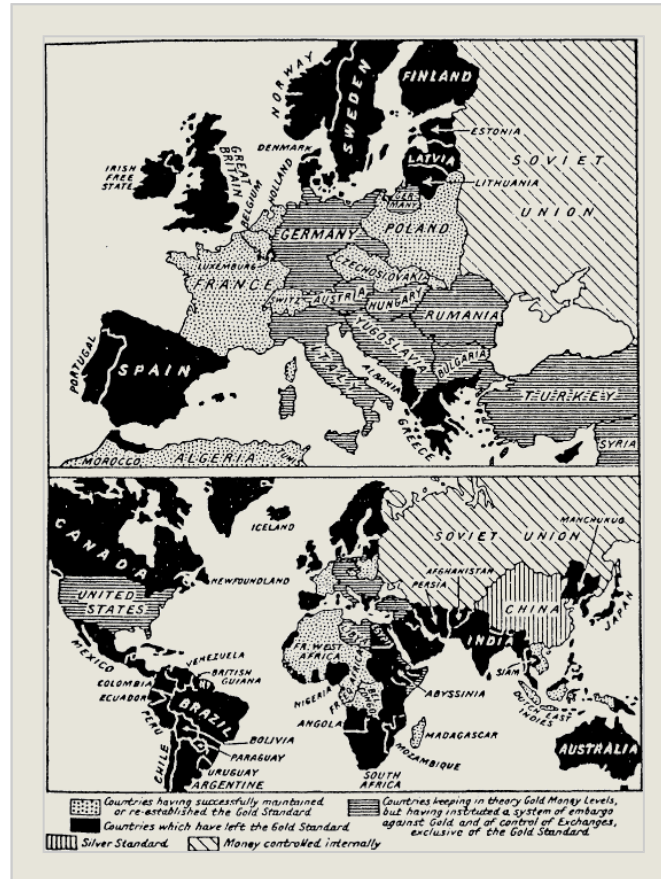 NORWAY
SWEDEN
FINLAND
ESTONIA
DENMARK
LATVIA
SOVIET
IRISH
FREE
STATE
GREAT
BRITAIN
HOLLAND
BELGIUM
LITHUANIA
GER-
MANY
UNION
GERMANY
POLAND
LUXEMBURG
CZECHOSLOVAKIA
FRANCE
SWITZ.
AUSTRIA
HUNGARY
RUMANIA
YUGOSLAVIA
PORTUGAL
SPAIN
ITALY
BULGARIA
ALBANIA
TURKEY
GREECE
SYRIA
MOROCCO
ALGERIA
CANADA
ICELAND
SOVIET UNION
MANCHUKUO
AFGHANISTAN
PERSIA
NEWFOUNDLAND
UNITED
STATES
CHINA
JAPAN
MEXICO
FR. WEST
AFRICA
INDIA
VENEZUELA
BRITISH
GUIANA
SIAM
COLOMBIA
ECUADOR
NIGERIA
ABYSSINIA
DUTCH EAST
INDIES
BRAZIL
PERU
ANGOLA
BOLIVIA
MADAGASCAR
PARAGUAY
MOZAMBIQUE
AUSTRALIA
CHILE
URUGUAY
ARGENTINE
SOUTH
AFRICA
Countries having successfully maintained
or re-established the Gold Standard
Countries which have left the Gold Standard
Silver Standard
Countries keeping in theory Gold Money Levels,
but having instituted a system of embargo
against Gold and of control of Exchanges,
exclusive of the Gold Standard
Money controlled internally